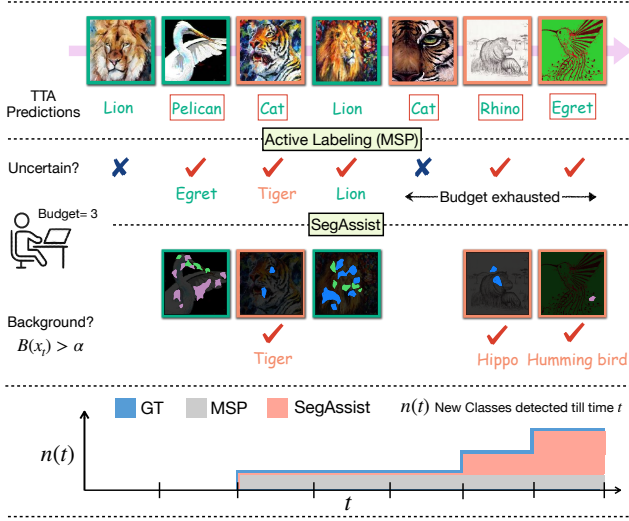 TTA
Predictions
Lion Pelican Cat Lion Cat Rhino Egret
Active Labeling (MSP)
Uncertain? ✗ ✓ ✓ ✓ ✗ ✓ ✓
Egret Tiger Lion Budget exhausted
Budget= 3
SegAssist
Background?
B(x_t) > α
✓ ✓ ✓
Tiger Hippo Humming bird
GT MSP SegAssist n(t) New Classes detected till time t
n(t)
t